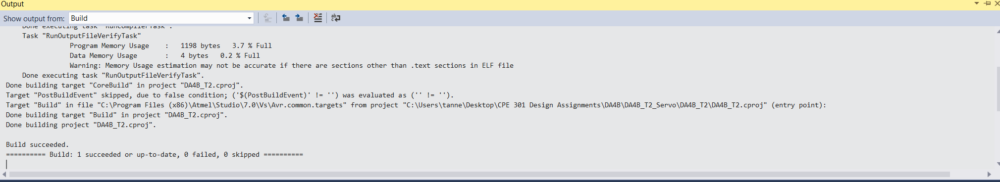 Output
Show output from: Build
Done executing task "RunCompilerTask".
Task "RunOutputFileVerifyTask"
Program Memory Usage : 1198 bytes 3.7 % Full
Data Memory Usage : 4 bytes 0.2 % Full
Warning: Memory Usage estimation may not be accurate if there are sections other than .text sections in ELF file
Done executing task "RunOutputFileVerifyTask".
Done building target "CoreBuild" in project "DA4B_T2.cproj".
Target "PostBuildEvent" skipped, due to false condition; ('$(PostBuildEvent)' != '') was evaluated as ('' != '').
Target "Build" in file "C:\Program Files (x86)\Atmel\Studio\7.0\Vs\Avr.common.targets" from project "C:\Users\tanne\Desktop\CPE 301 Design Assignments\DA4B\DA4B_T2_Servo\DA4B_T2\DA4B_T2.cproj" (entry point):
Done building target "Build" in project "DA4B_T2.cproj".
Done building project "DA4B_T2.cproj".
Build succeeded.
========== Build: 1 succeeded or up-to-date, 0 failed, 0 skipped ==========